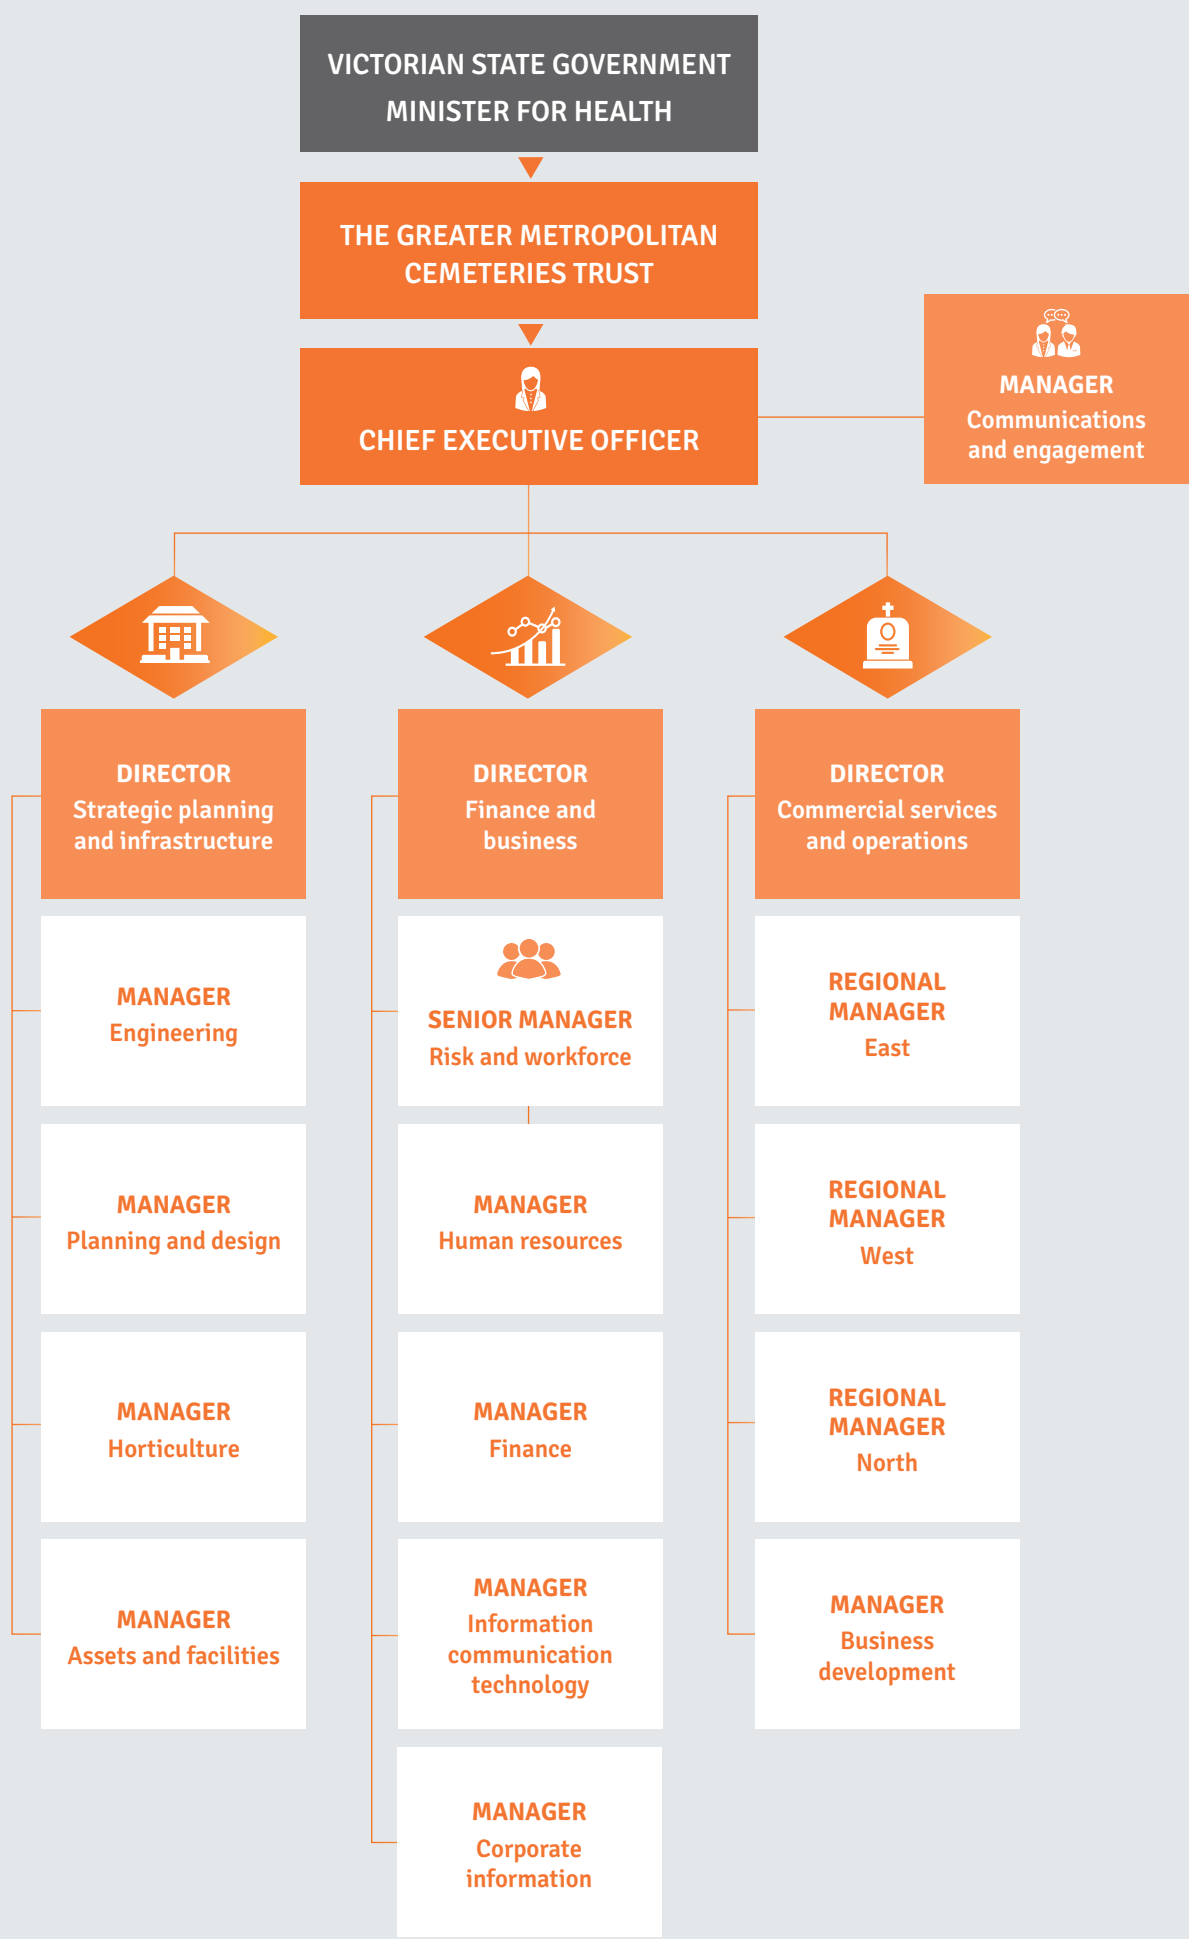 VICTORIAN STATE GOVERNMENT
MINISTER FOR HEALTH
THE GREATER METROPOLITAN
CEMETERIES TRUST
CHIEF EXECUTIVE OFFICER
MANAGER
Communications
and engagement
DIRECTOR
Strategic planning
and infrastructure
MANAGER
Engineering
MANAGER
Planning and design
MANAGER
Horticulture
MANAGER
Assets and facilities
DIRECTOR
Finance and
business
SENIOR MANAGER
Risk and workforce
MANAGER
Human resources
MANAGER
Finance
MANAGER
Information
communication
technology
MANAGER
Corporate
information
DIRECTOR
Commercial services
and operations
REGIONAL
MANAGER
East
REGIONAL
MANAGER
West
REGIONAL
MANAGER
North
MANAGER
Business
development